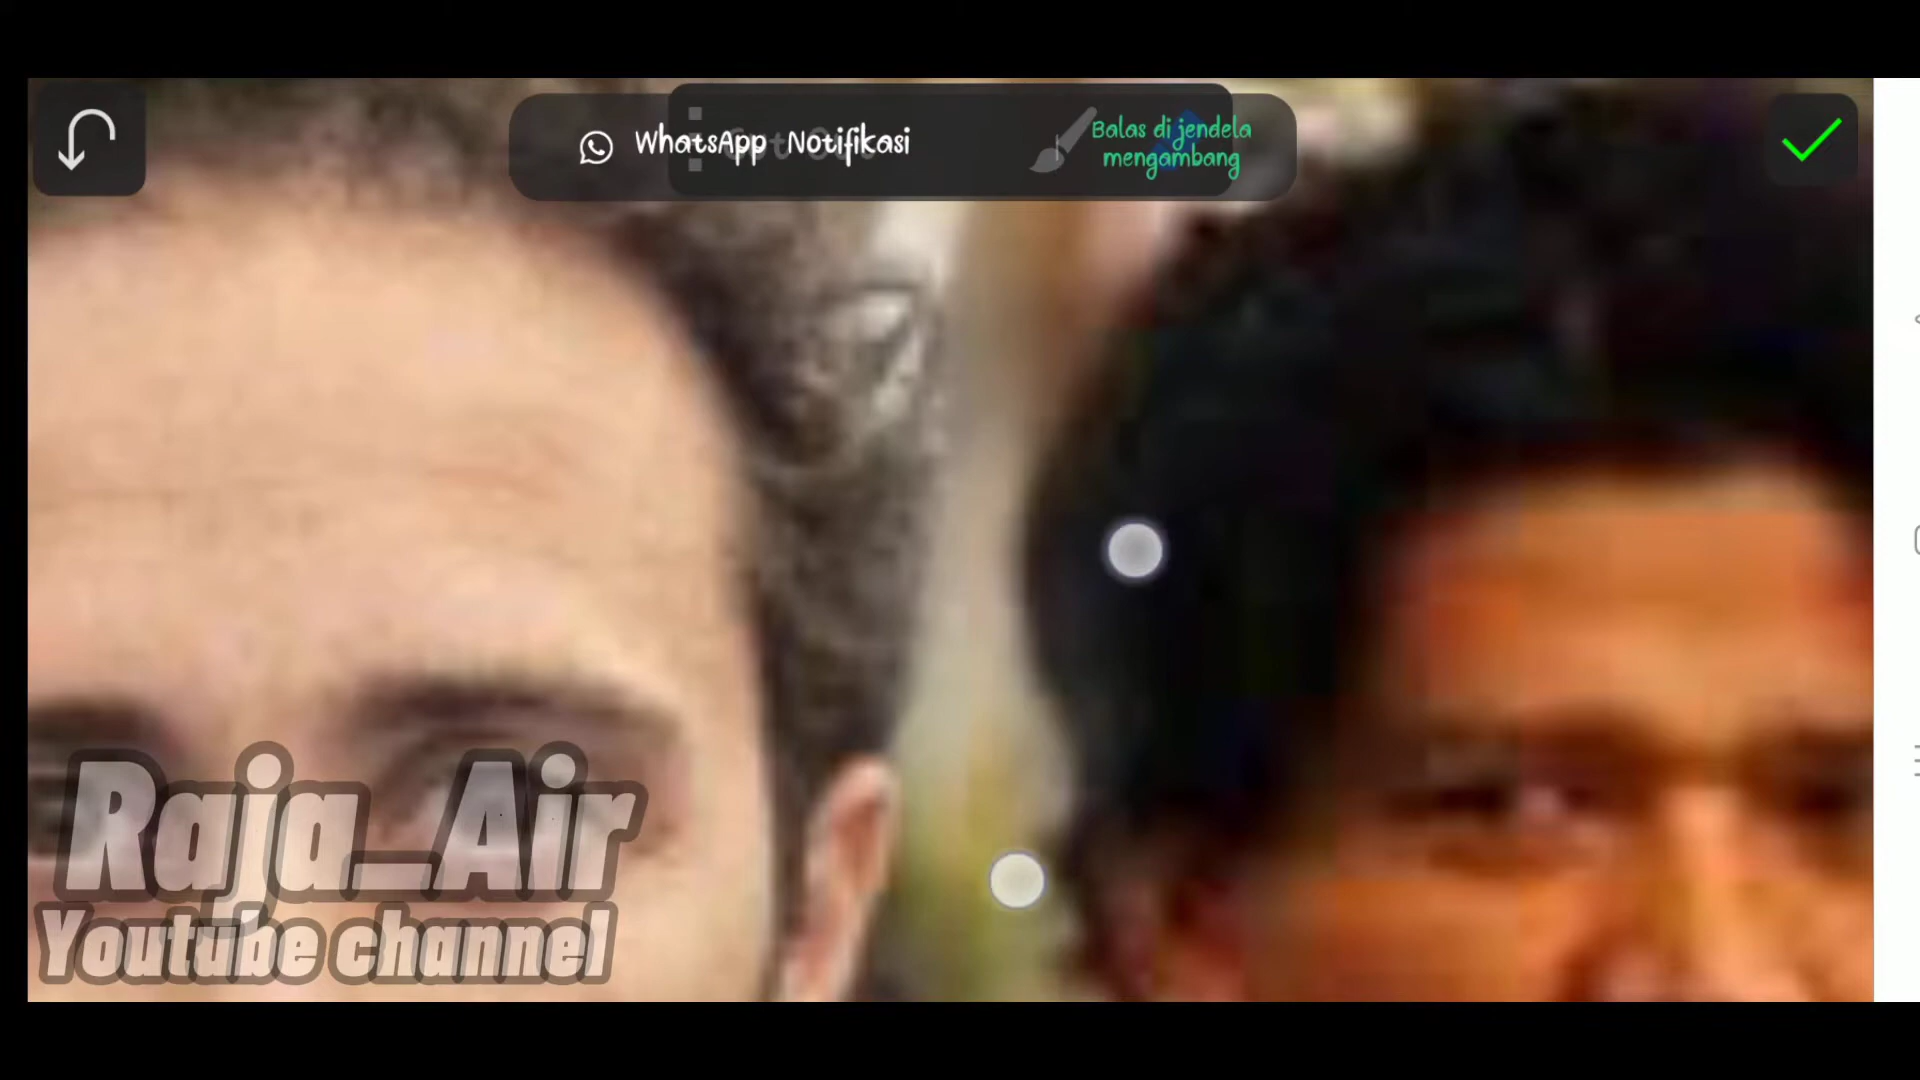 WhatsApp Notifikasi
Balas di jendela
mengambang
Raja_Air
Youtube channel